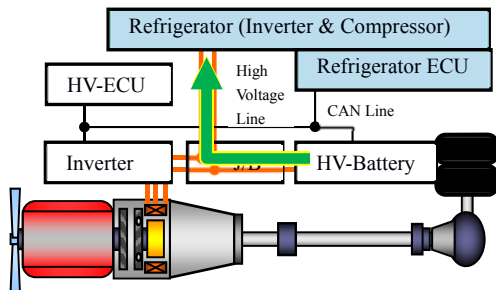 Refrigerator (Inverter & Compressor)
Refrigerator ECU
HV-ECU
High
Voltage
Line
CAN Line
Inverter
J/B
HV-Battery